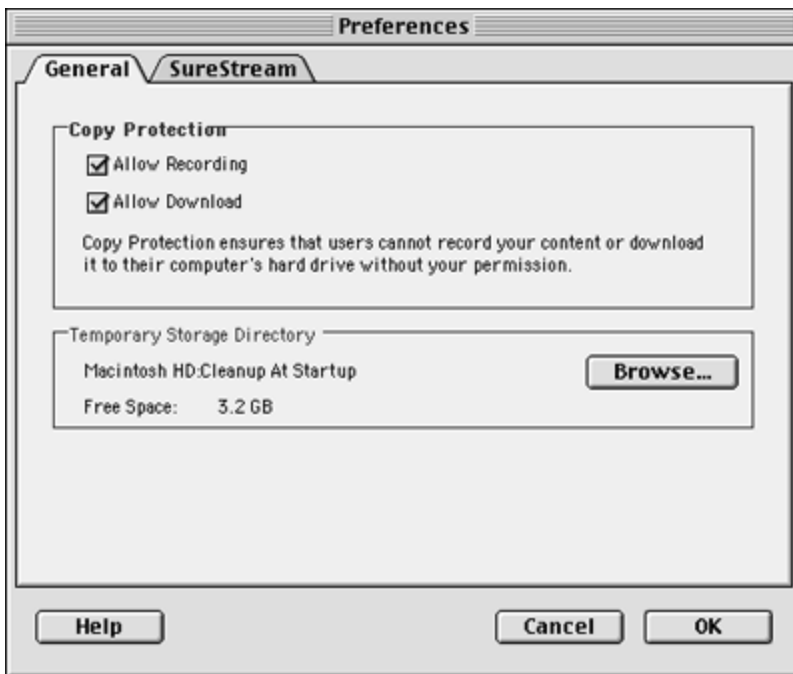 Preferences
General SureStream
Copy Protection
Allow Recording
Allow Download
Copy Protection ensures that users cannot record your content or download
it to their computer's hard drive without your permission.
Temporary Storage Directory
Macintosh HD:Cleanup At Startup Browse...
Free Space: 3.2 GB
Help Cancel OK